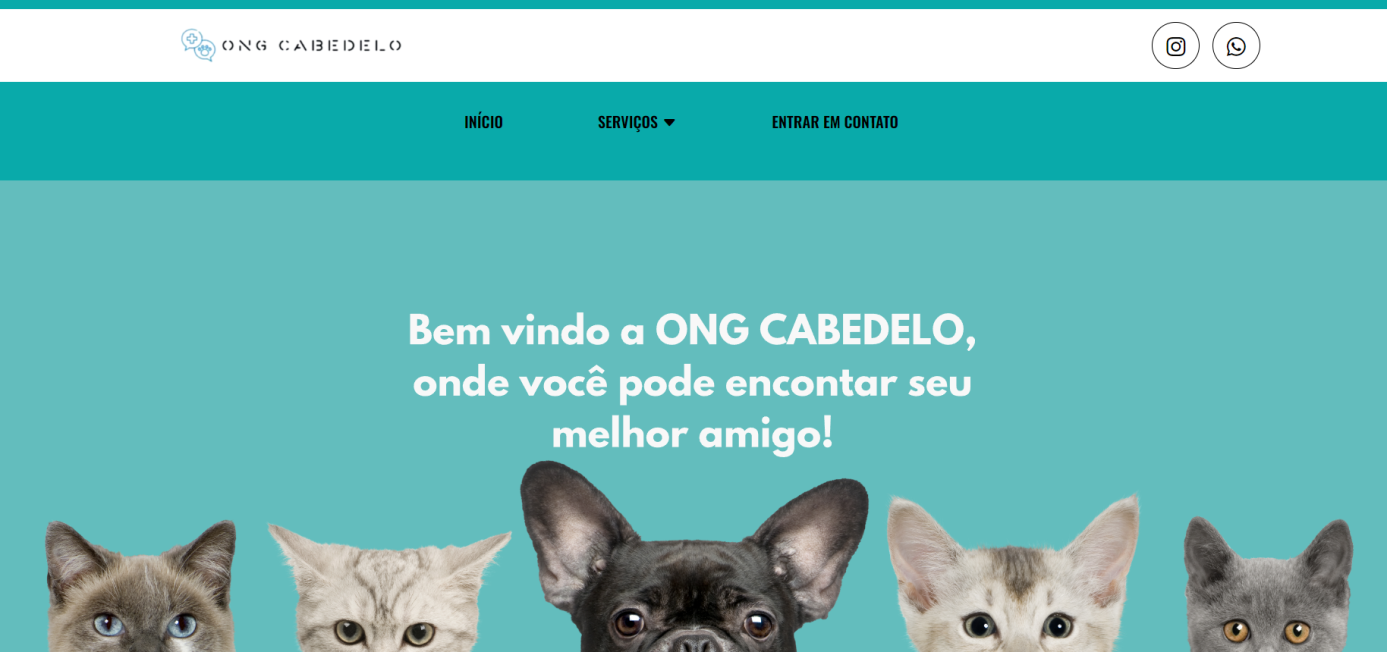 ONG CABEDELO
INÍCIO SERVIÇOS ENTRAR EM CONTATO
Bem vindo a ONG CABEDELO,
onde você pode encontar seu
melhor amigo!